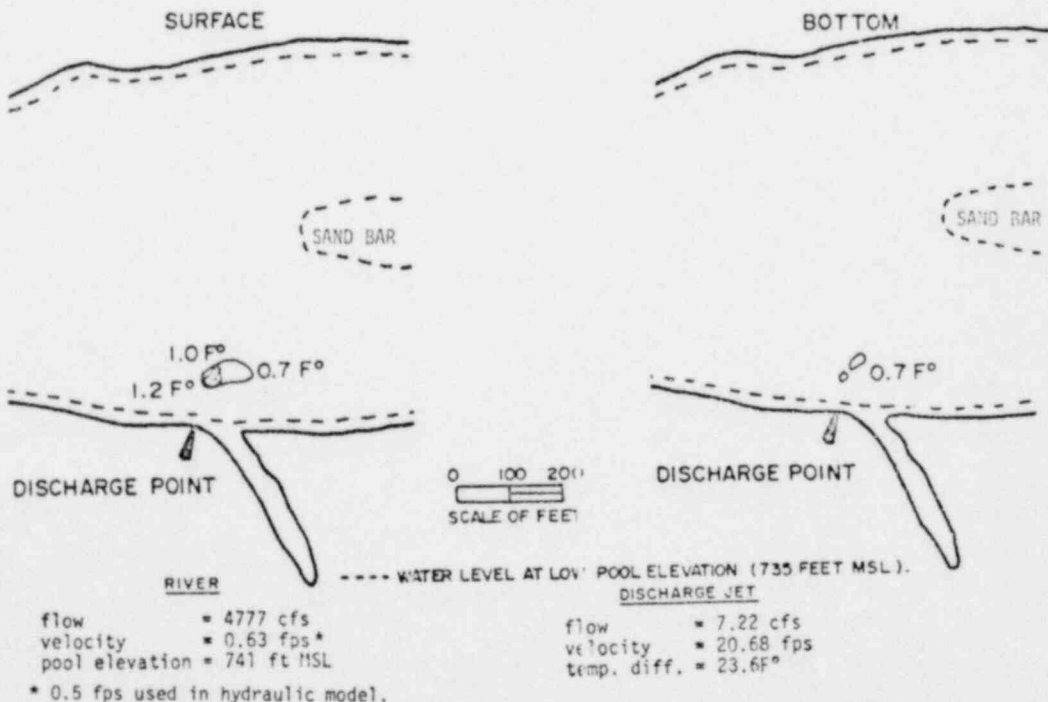 SURFACE
BOTTOM
SAND BAR
SAND BAR
1.0 F°
0.7 F°
1.2 F°
0.7 F°
DISCHARGE POINT
DISCHARGE POINT
0 100 200
SCALE OF FEET
---- WATER LEVEL AT LOW POOL ELEVATION (735 FEET MSL).
RIVER
flow = 4777 cfs
velocity = 0.63 fps*
pool elevation = 741 ft MSL
* 0.5 fps used in hydraulic model.
DISCHARGE JET
flow = 7.22 cfs
velocity = 20.68 fps
temp. diff. = 23.6F°